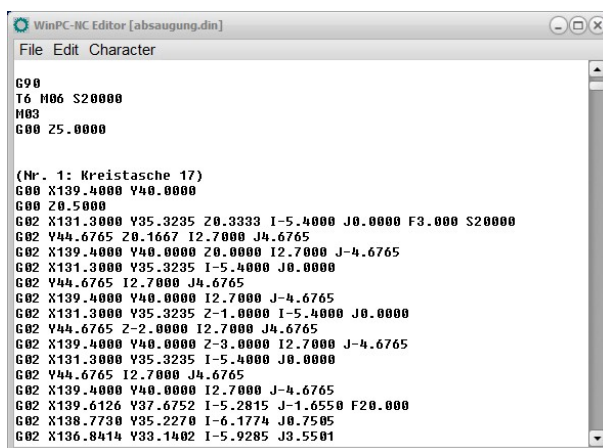 WinPC-NC Editor [absaugung.din]
File Edit Character
G90
T6 M06 S20000
M03
G00 Z5.0000
(Nr. 1: Kreistasche 17)
G00 X139.4000 Y40.0000
G00 Z0.5000
G02 X131.3000 Y35.3235 Z0.3333 I-5.4000 J0.0000 F3.000 S20000
G02 Y44.6765 Z0.1667 I2.7000 J4.6765
G02 X139.4000 Y40.0000 Z0.0000 I2.7000 J-4.6765
G02 X131.3000 Y35.3235 I-5.4000 J0.0000
G02 Y44.6765 I2.7000 J4.6765
G02 X139.4000 Y40.0000 I2.7000 J-4.6765
G02 X131.3000 Y35.3235 Z-1.0000 I-5.4000 J0.0000
G02 Y44.6765 Z-2.0000 I2.7000 J4.6765
G02 X139.4000 Y40.0000 Z-3.0000 I2.7000 J-4.6765
G02 X131.3000 Y35.3235 I-5.4000 J0.0000
G02 Y44.6765 I2.7000 J4.6765
G02 X139.4000 Y40.0000 I2.7000 J-4.6765
G02 X139.6126 Y37.6752 I-5.2815 J-1.6550 F20.000
G02 X138.7730 Y35.2270 I-6.1774 J0.7505
G02 X136.8414 Y33.1402 I-5.9285 J3.5501